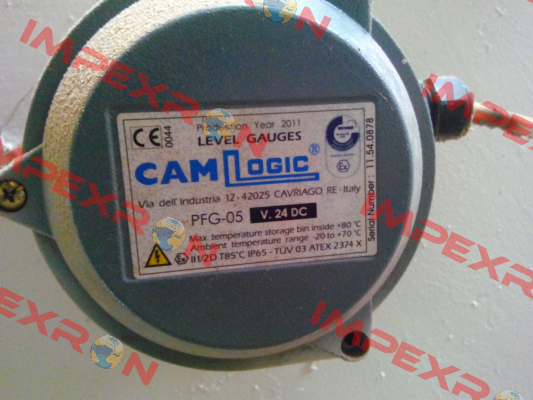 Production Year 2011
LEVEL GAUGES
CE 0044
CAMLOGIC®
Via dell'Industria 12 - 42025 CAVRIAGO, RE - Italy
PFG-05 V. 24 DC
Max. temperature storage bin inside +80 °C
Ambient temperature range -20 to +70 °C
II1/2D T85°C IP65 - TÜV 03 ATEX 2374 X
Serial Number : 11.54.0878
IMPEXRON
IMPEXRON
IMPEXRON
IMPEXRON
IMPEXRON